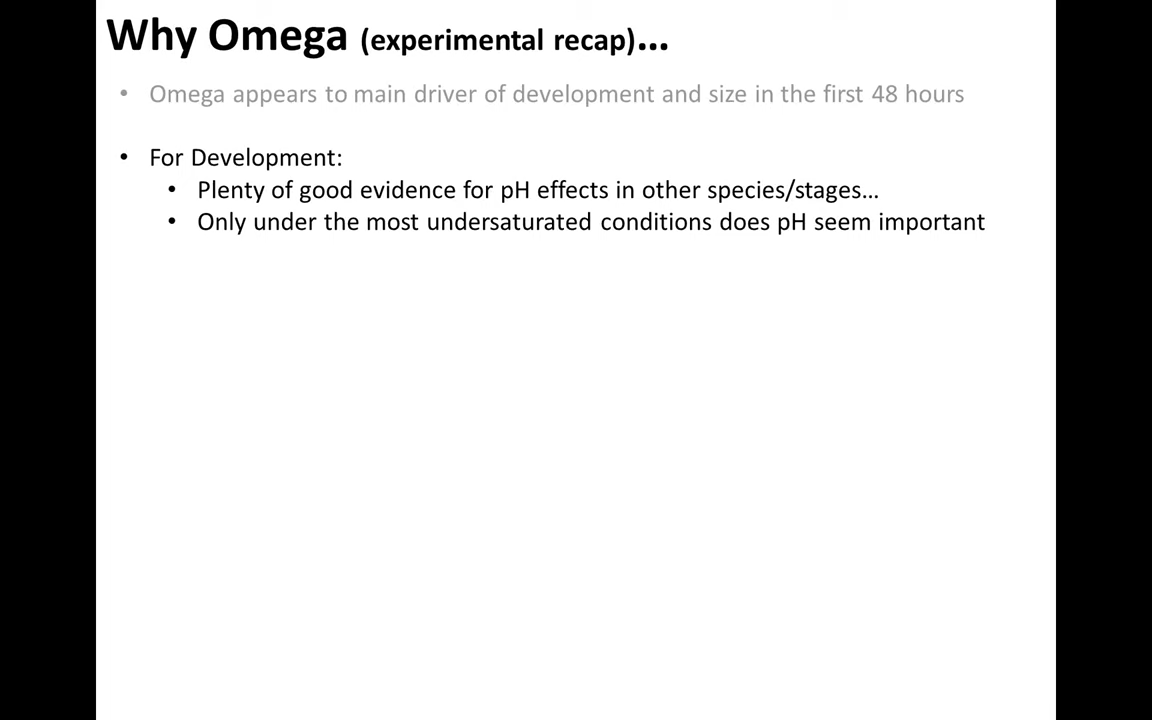 Why Omega (experimental recap)...
• Omega appears to main driver of development and size in the first 48 hours
• For Development:
• Plenty of good evidence for pH effects in other species/stages...
• Only under the most undersaturated conditions does pH seem important